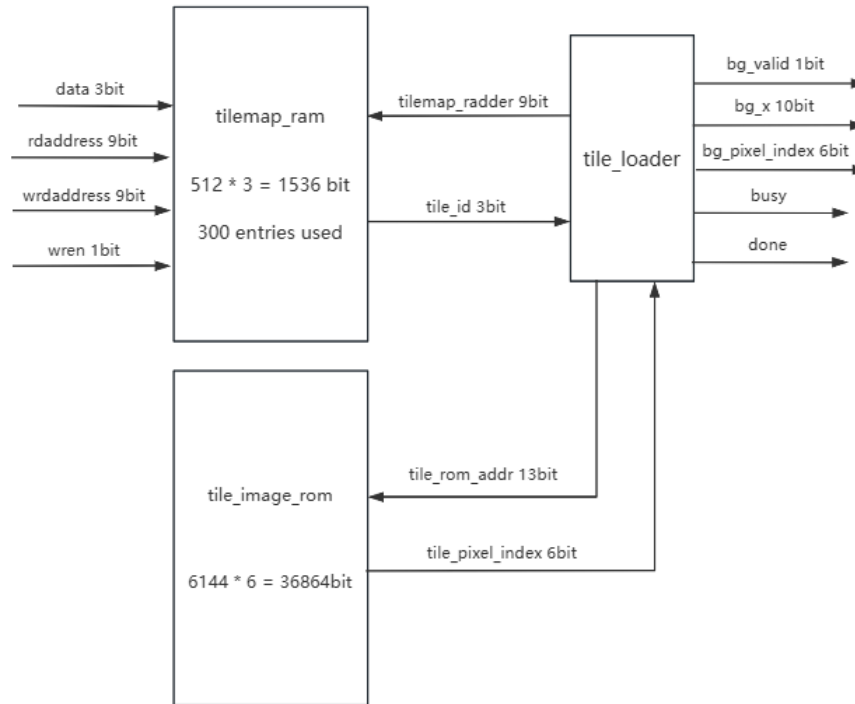 data 3bit
rdaddress 9bit
wrdaddress 9bit
wren 1bit
tilemap_ram
512 * 3 = 1536 bit
300 entries used
tilemap_radder 9bit
tile_id 3bit
tile_loader
bg_valid 1bit
bg_x 10bit
bg_pixel_index 6bit
busy
done
tile_image_rom
6144 * 6 = 36864bit
tile_rom_addr 13bit
tile_pixel_index 6bit